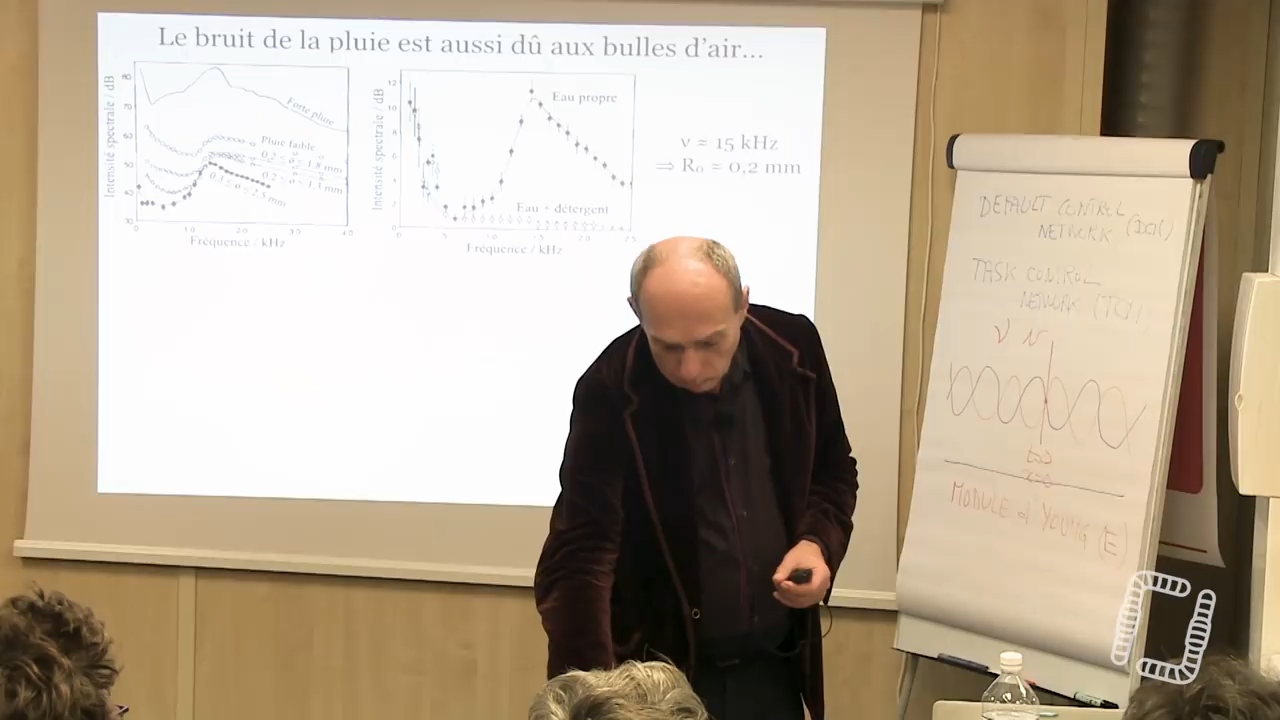 Le bruit de la pluie est aussi dû aux bulles d'air...
Intensité spectrale / dB
Forte pluie
Pluie faible
Fréquence / kHz
Intensité spectrale / dB
12
10
Eau propre
Eau + détergent
Fréquence / kHz
ν ≈ 15 kHz
⇒ R₀ ≈ 0,2 mm
DEFAULT CONTROL
NETWORK (DCN)
TASK CONTROL
NETWORK (TCN)
ν
MODULE d YOUNG (E)